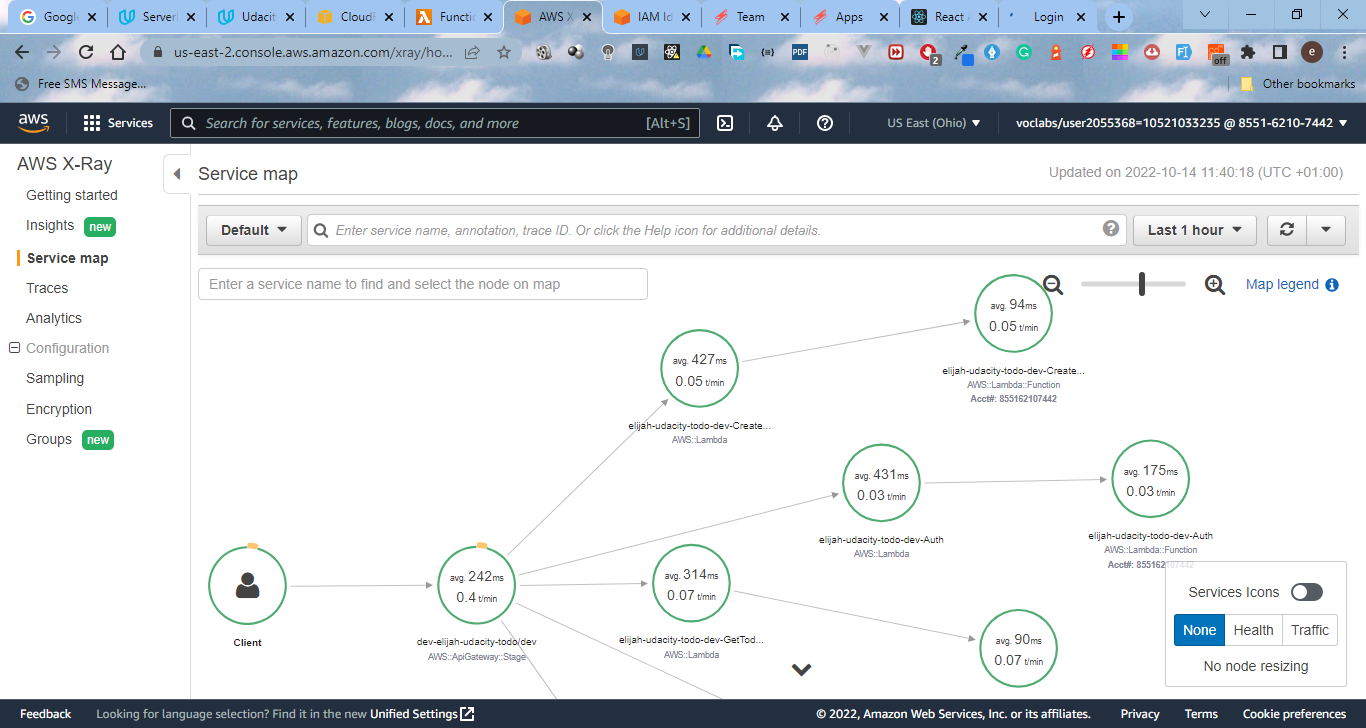 Google
Serverl
Udacit
CloudF
Functio
AWS X-
IAM Id
Team
Apps
React A
Login
us-east-2.console.aws.amazon.com/xray/ho...
PDF
2
off
e
Free SMS Message...
Other bookmarks
aws
Services
Search for services, features, blogs, docs, and more
[Alt+S]
US East (Ohio)
voclabs/user2055368=10521033235 @ 8551-6210-7442
AWS X-Ray
Getting started
Insights new
Service map
Traces
Analytics
Configuration
Sampling
Encryption
Groups new
Service map
Updated on 2022-10-14 11:40:18 (UTC +01:00)
Default
Enter service name, annotation, trace ID. Or click the Help icon for additional details.
Last 1 hour
Enter a service name to find and select the node on map
Map legend
avg. 94ms
0.05 t/min
elijah-udacity-todo-dev-Create...
AWS::Lambda::Function
Acct#: 855162107442
avg. 427ms
0.05 t/min
elijah-udacity-todo-dev-Create...
AWS::Lambda
avg. 431ms
0.03 t/min
elijah-udacity-todo-dev-Auth
AWS::Lambda
avg. 175ms
0.03 t/min
elijah-udacity-todo-dev-Auth
AWS::Lambda::Function
Acct#: 855162107442
Client
avg. 242ms
0.4 t/min
dev-elijah-udacity-todo/dev
AWS::ApiGateway::Stage
avg. 314ms
0.07 t/min
elijah-udacity-todo-dev-GetTod...
AWS::Lambda
avg. 90ms
0.07 t/min
Services Icons
None Health Traffic
No node resizing
Feedback
Looking for language selection? Find it in the new Unified Settings
© 2022, Amazon Web Services, Inc. or its affiliates.
Privacy
Terms
Cookie preferences